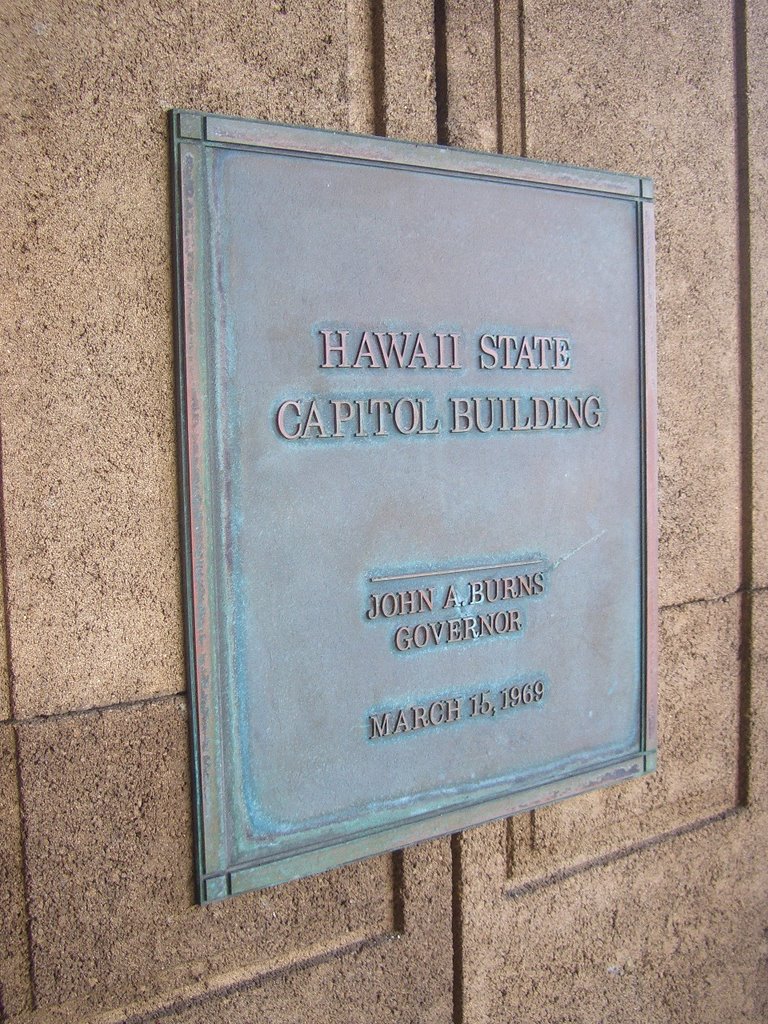 HAWAII STATE
CAPITOL BUILDING
JOHN A. BURNS
GOVERNOR
MARCH 15, 1969